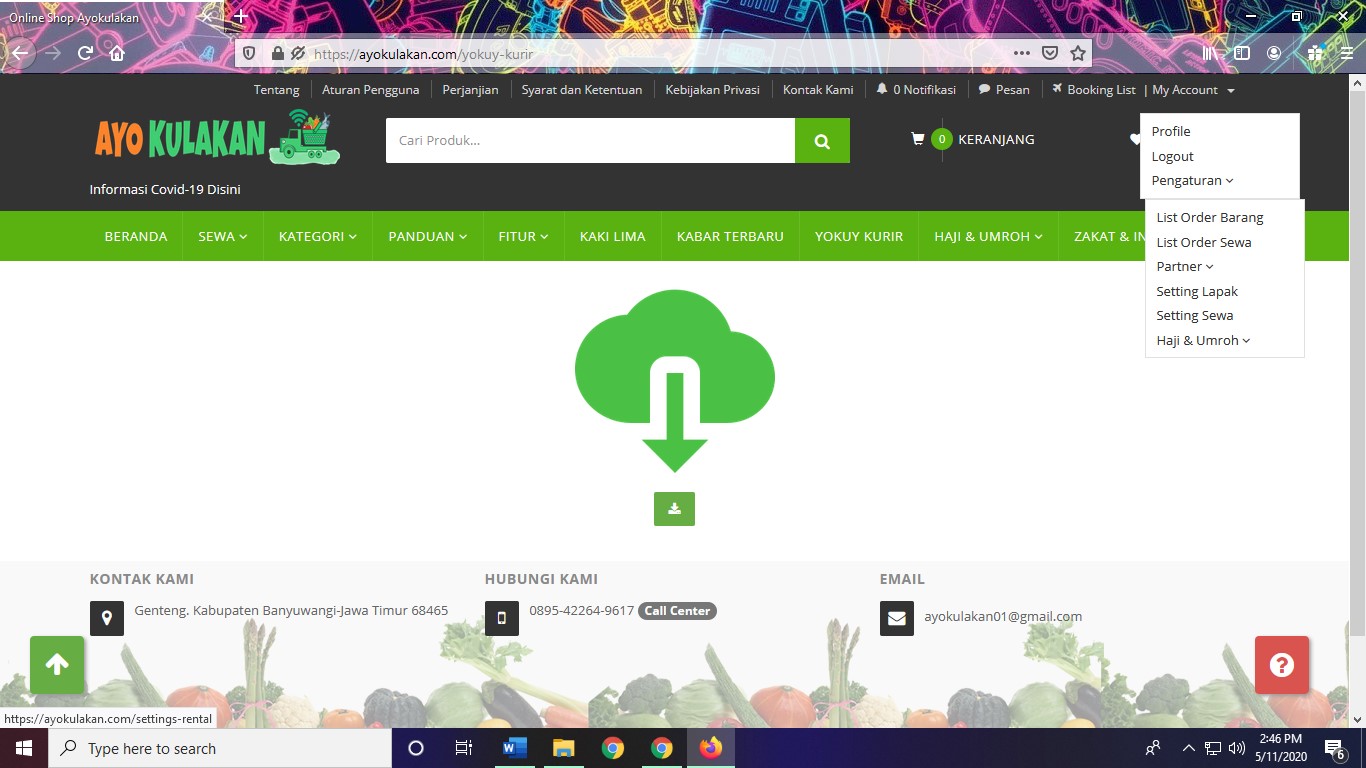 Online Shop Ayokulakan
https://ayokulakan.com/yokuy-kurir
Tentang Aturan Pengguna Perjanjian Syarat dan Ketentuan Kebijakan Privasi Kontak Kami 0 Notifikasi Pesan Booking List | My Account
AYO KULAKAN
Cari Produk...
0 KERANJANG
Informasi Covid-19 Disini
Profile
Logout
Pengaturan
BERANDA SEWA KATEGORI PANDUAN FITUR KAKI LIMA KABAR TERBARU YOKUY KURIR HAJI & UMROH ZAKAT & IN
List Order Barang
List Order Sewa
Partner
Setting Lapak
Setting Sewa
Haji & Umroh
KONTAK KAMI
Genteng. Kabupaten Banyuwangi-Jawa Timur 68465
HUBUNGI KAMI
0895-42264-9617 Call Center
EMAIL
ayokulakan01@gmail.com
https://ayokulakan.com/settings-rental
Type here to search
2:46 PM
5/11/2020
6